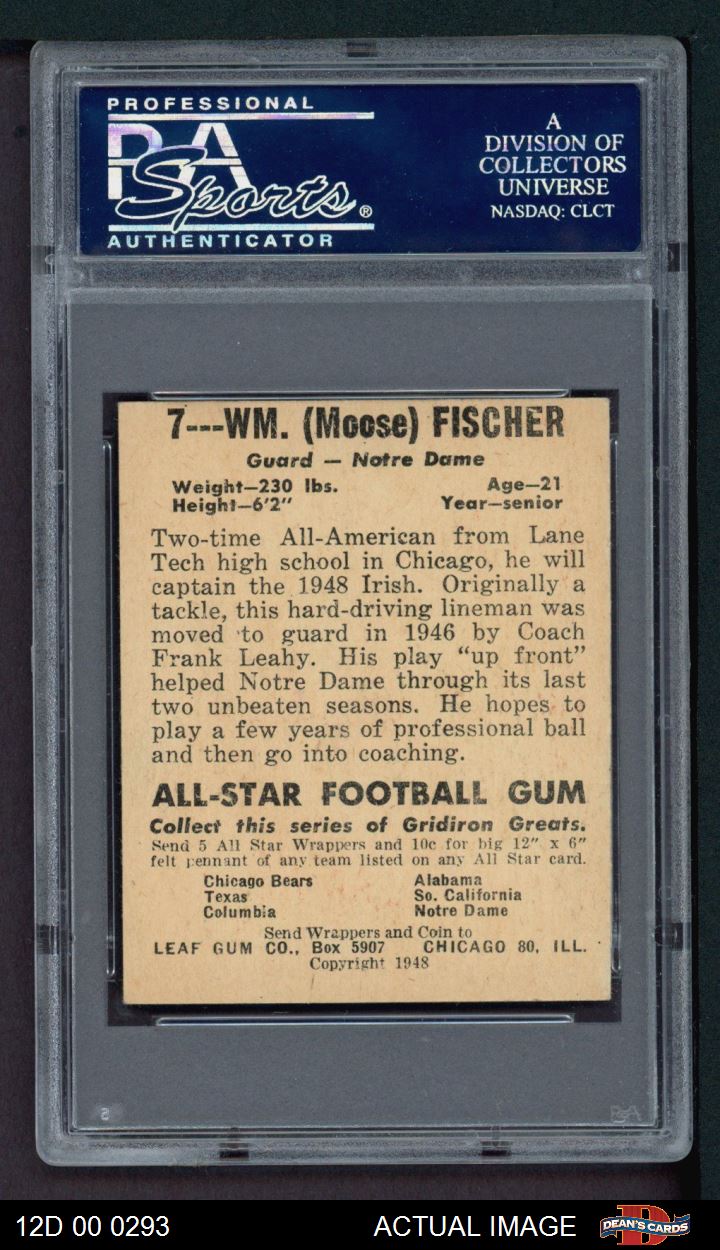 PROFESSIONAL
PSA
Sports®
AUTHENTICATOR
A
DIVISION OF
COLLECTORS
UNIVERSE
NASDAQ: CLCT
7---WM. (Moose) FISCHER
Guard — Notre Dame
Weight—230 lbs. Age—21
Height—6'2" Year—senior
Two-time All-American from Lane
Tech high school in Chicago, he will
captain the 1948 Irish. Originally a
tackle, this hard-driving lineman was
moved to guard in 1946 by Coach
Frank Leahy. His play "up front"
helped Notre Dame through its last
two unbeaten seasons. He hopes to
play a few years of professional ball
and then go into coaching.
ALL-STAR FOOTBALL GUM
Collect this series of Gridiron Greats.
Send 5 All Star Wrappers and 10c for big 12" x 6"
felt pennant of any team listed on any All Star card.
Chicago Bears Alabama
Texas So. California
Columbia Notre Dame
Send Wrappers and Coin to
LEAF GUM CO., Box 5907 CHICAGO 80, ILL.
Copyright 1948
PSA
12D 00 0293 ACTUAL IMAGE DEAN'S CARDS